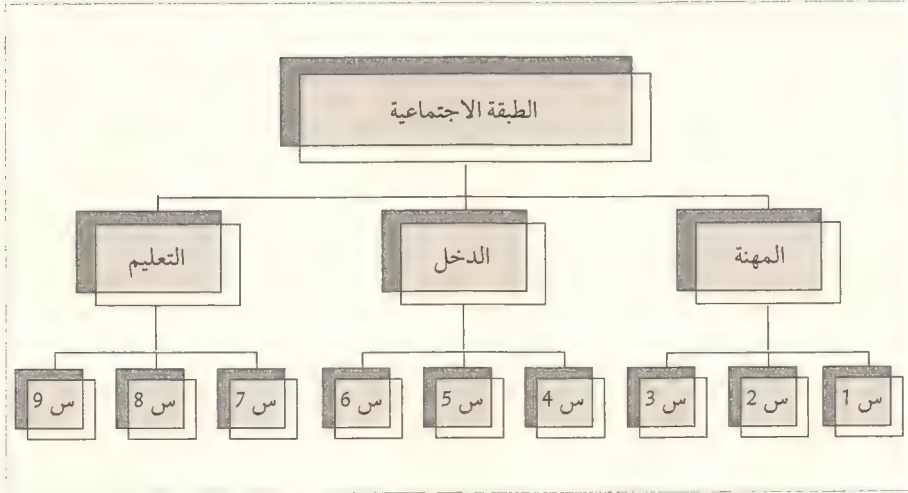 الطبقة الاجتماعية
المهنة
الدخل
التعليم
س 1
س 2
س 3
س 4
س 5
س 6
س 7
س 8
س 9